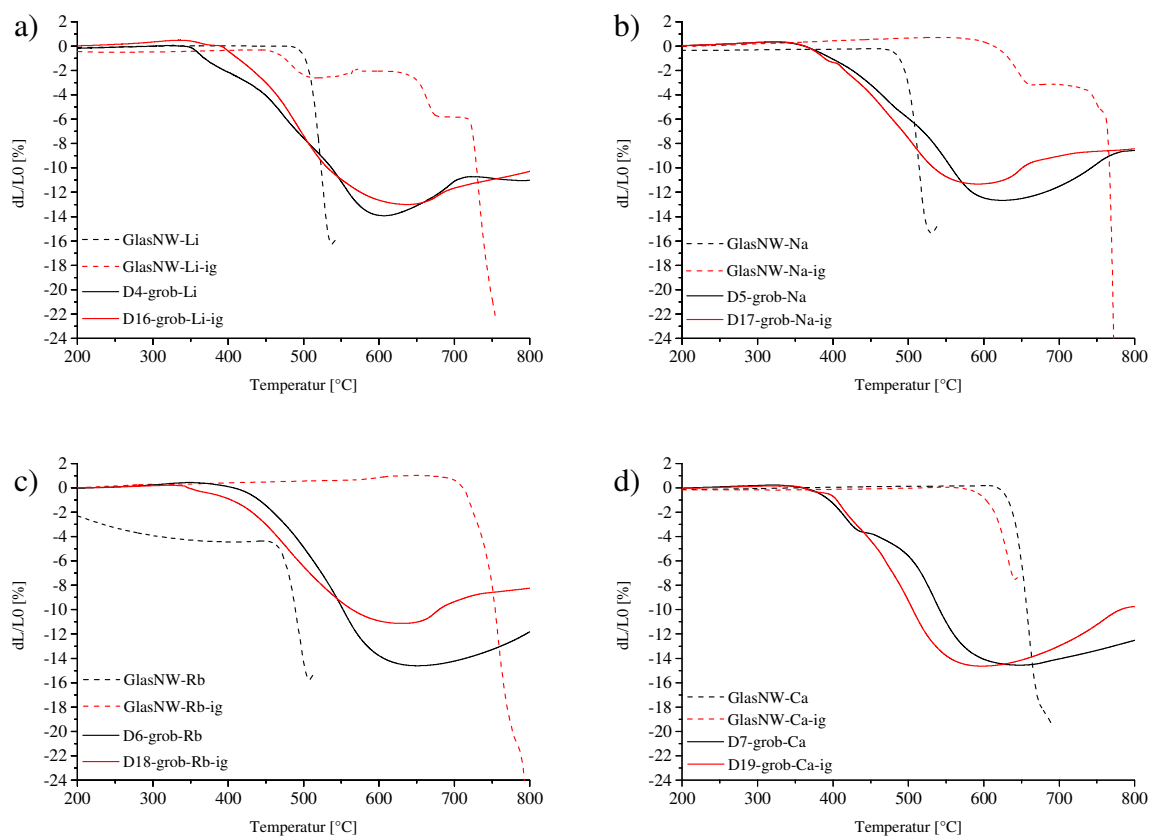 a)
2
0
-2
-4
-6
-8
-10
-12
-14
-16
-18
-20
-22
-24
dL/L0 [%]
GlasNW-Li
GlasNW-Li-ig
D4-grob-Li
D16-grob-Li-ig
200 300 400 500 600 700 800
Temperatur [°C]
b)
2
0
-2
-4
-6
-8
-10
-12
-14
-16
-18
-20
-22
-24
dL/L0 [%]
GlasNW-Na
GlasNW-Na-ig
D5-grob-Na
D17-grob-Na-ig
200 300 400 500 600 700 800
Temperatur [°C]
c)
2
0
-2
-4
-6
-8
-10
-12
-14
-16
-18
-20
-22
-24
dL/L0 [%]
GlasNW-Rb
GlasNW-Rb-ig
D6-grob-Rb
D18-grob-Rb-ig
200 300 400 500 600 700 800
Temperatur [°C]
d)
2
0
-2
-4
-6
-8
-10
-12
-14
-16
-18
-20
-22
-24
dL/L0 [%]
GlasNW-Ca
GlasNW-Ca-ig
D7-grob-Ca
D19-grob-Ca-ig
200 300 400 500 600 700 800
Temperatur [°C]